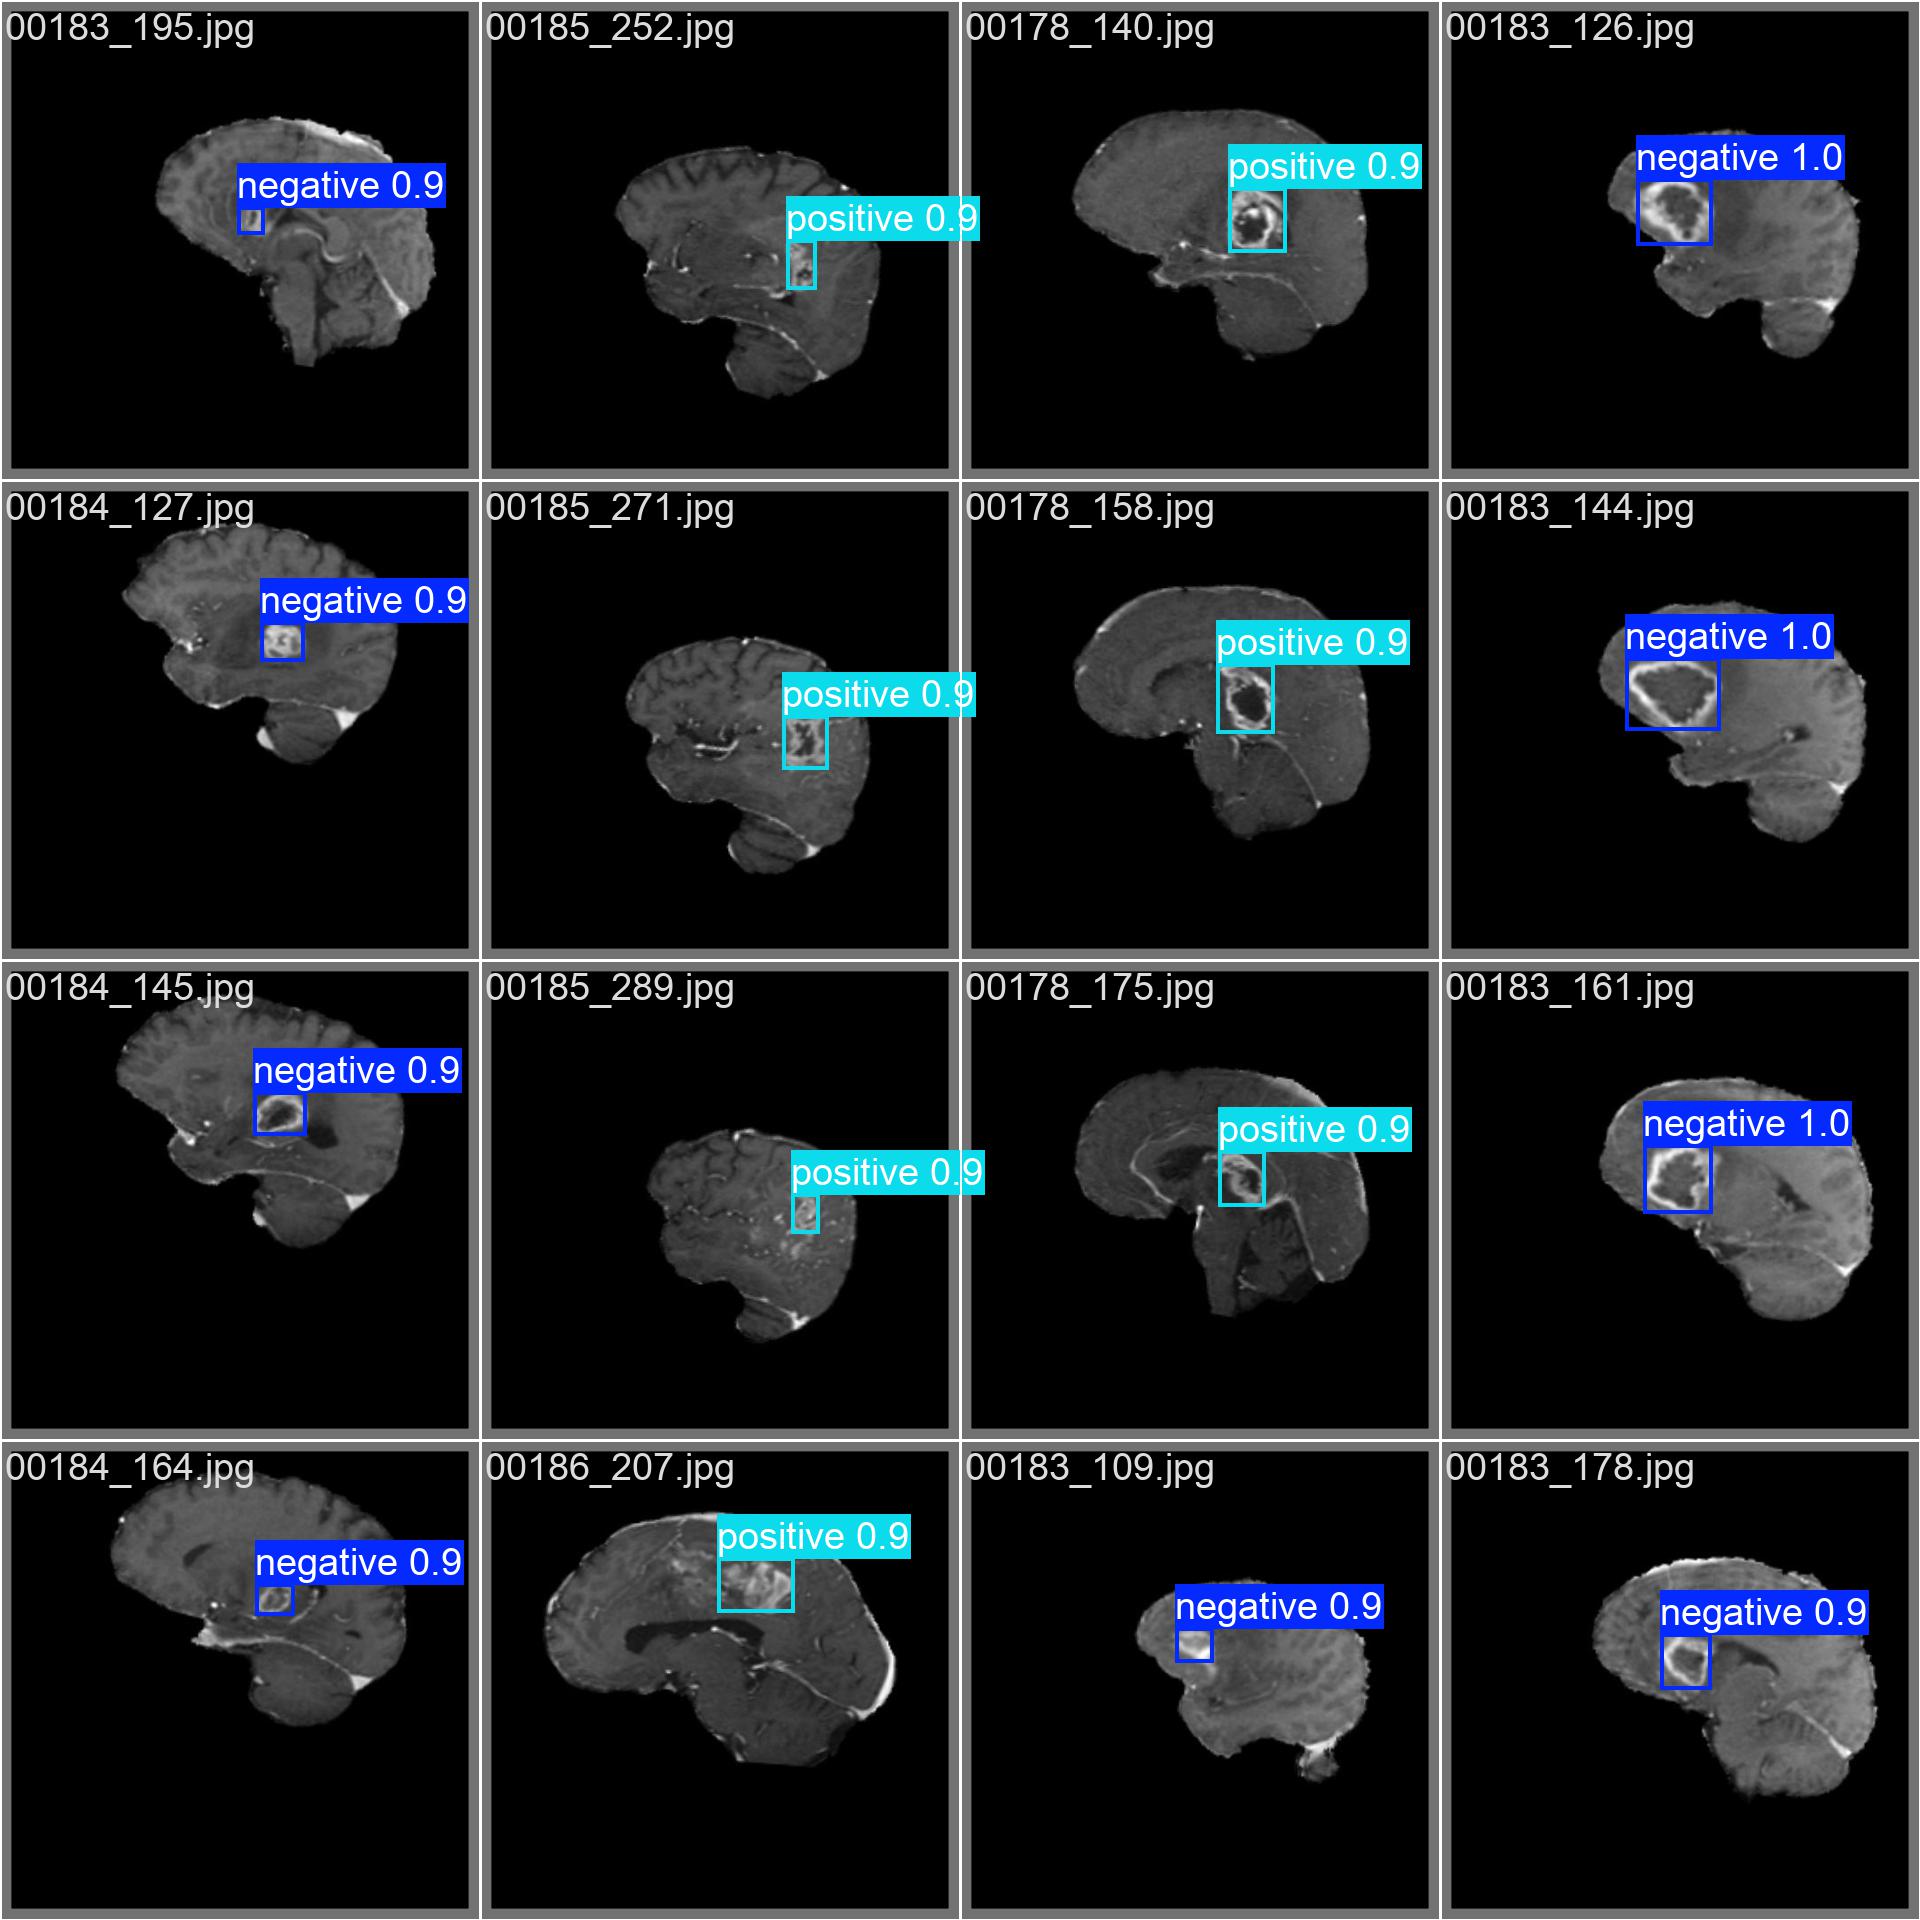 00183_195.jpg
negative 0.9
00185_252.jpg
positive 0.9
00178_140.jpg
positive 0.9
00183_126.jpg
negative 1.0
00184_127.jpg
negative 0.9
00185_271.jpg
positive 0.9
00178_158.jpg
positive 0.9
00183_144.jpg
negative 1.0
00184_145.jpg
negative 0.9
00185_289.jpg
positive 0.9
00178_175.jpg
positive 0.9
00183_161.jpg
negative 1.0
00184_164.jpg
negative 0.9
00186_207.jpg
positive 0.9
00183_109.jpg
negative 0.9
00183_178.jpg
negative 0.9